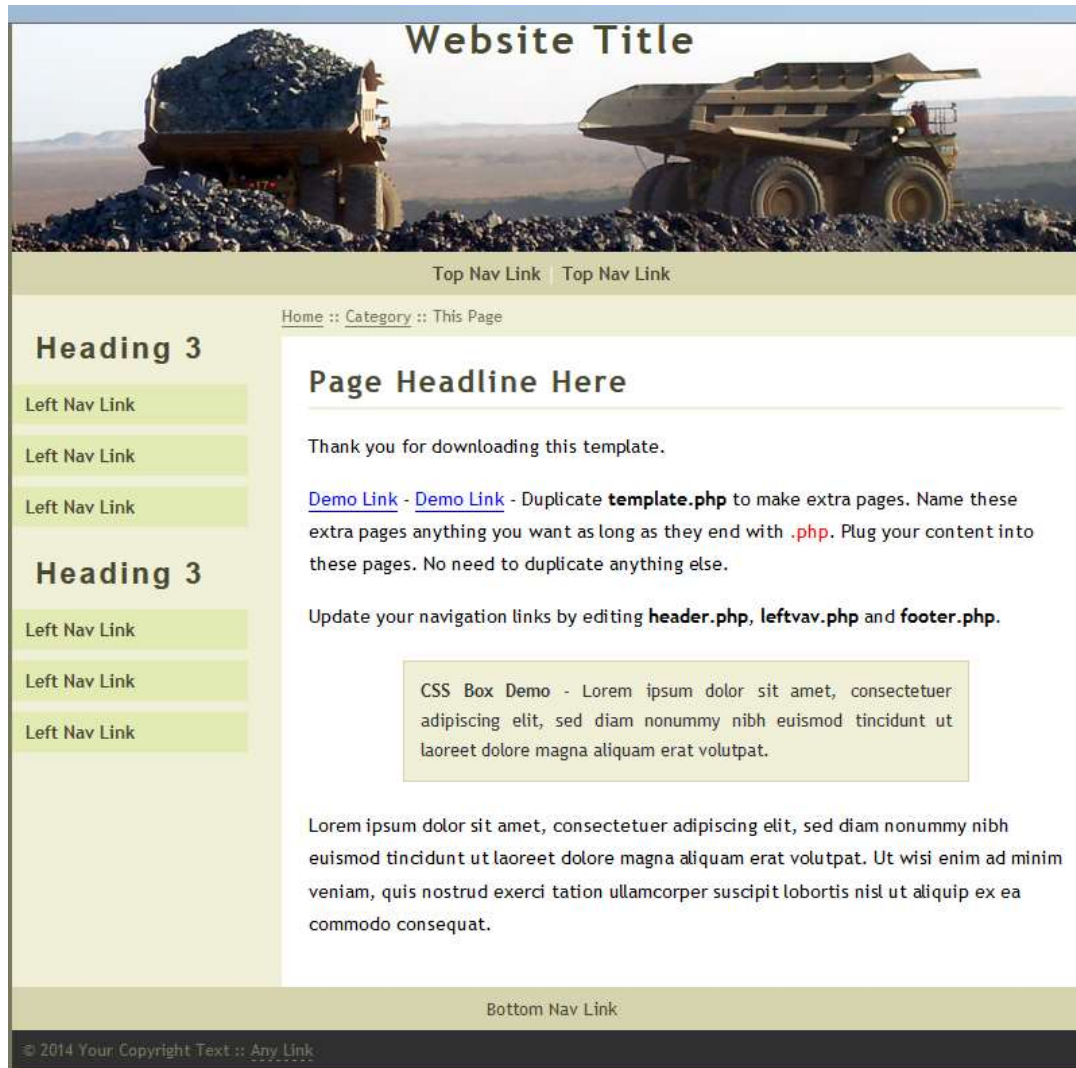 Website Title
Top Nav Link | Top Nav Link
Home :: Category :: This Page
Heading 3
Left Nav Link
Left Nav Link
Left Nav Link
Heading 3
Left Nav Link
Left Nav Link
Left Nav Link
Page Headline Here
Thank you for downloading this template.
Demo Link - Demo Link - Duplicate template.php to make extra pages. Name these
extra pages anything you want as long as they end with .php. Plug your content into
these pages. No need to duplicate anything else.
Update your navigation links by editing header.php, leftvav.php and footer.php.
CSS Box Demo - Lorem ipsum dolor sit amet, consectetuer
adipiscing elit, sed diam nonummy nibh euismod tincidunt ut
laoreet dolore magna aliquam erat volutpat.
Lorem ipsum dolor sit amet, consectetuer adipiscing elit, sed diam nonummy nibh
euismod tincidunt ut laoreet dolore magna aliquam erat volutpat. Ut wisi enim ad minim
veniam, quis nostrud exerci tation ullamcorper suscipit lobortis nisl ut aliquip ex ea
commodo consequat.
Bottom Nav Link
© 2014 Your Copyright Text :: Any Link